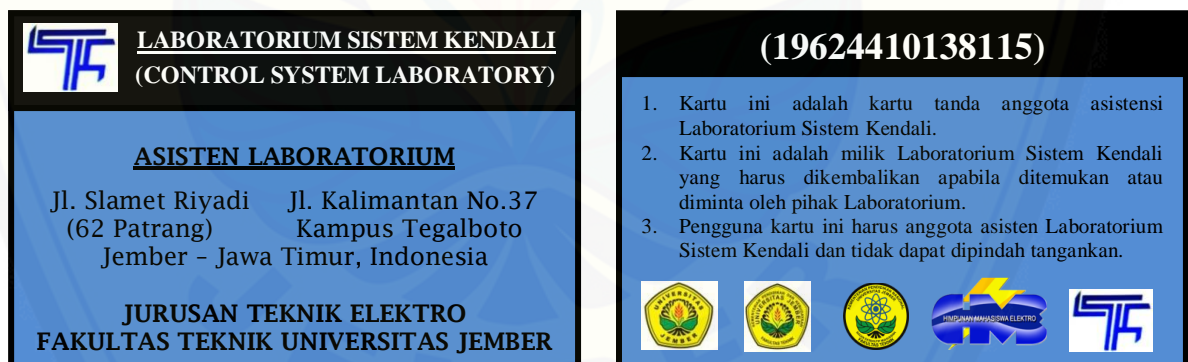 LABORATORIUM SISTEM KENDALI
(CONTROL SYSTEM LABORATORY)
ASISTEN LABORATORIUM
Jl. Slamet Riyadi Jl. Kalimantan No.37
(62 Patrang) Kampus Tegalboto
Jember – Jawa Timur, Indonesia
JURUSAN TEKNIK ELEKTRO
FAKULTAS TEKNIK UNIVERSITAS JEMBER
(19624410138115)
1. Kartu ini adalah kartu tanda anggota asistensi
Laboratorium Sistem Kendali.
2. Kartu ini adalah milik Laboratorium Sistem Kendali
yang harus dikembalikan apabila ditemukan atau
diminta oleh pihak Laboratorium.
3. Pengguna kartu ini harus anggota asisten Laboratorium
Sistem Kendali dan tidak dapat dipindah tangankan.
UNIVERSITAS
JEMBER
HIMPUNAN MAHASISWA ELEKTRO